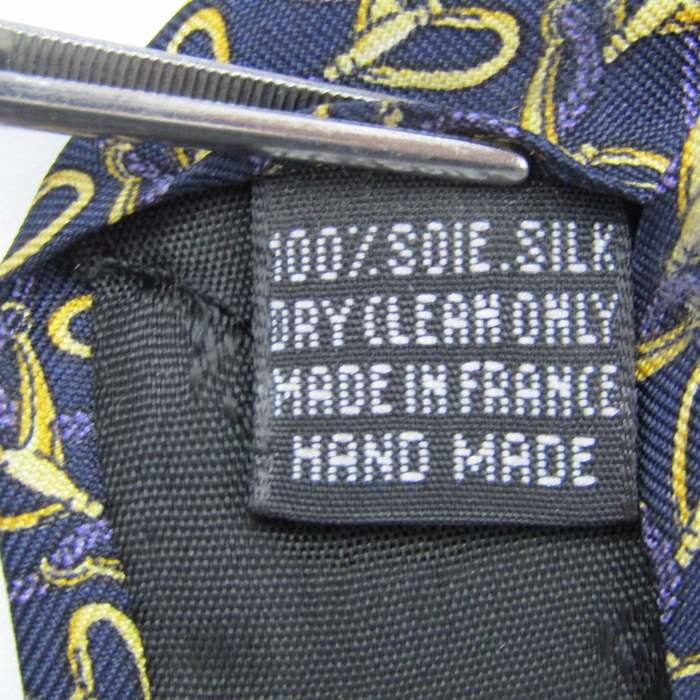 100% SOIE.SILK
DRY CLEAN ONLY
MADE IN FRANCE
HAND MADE